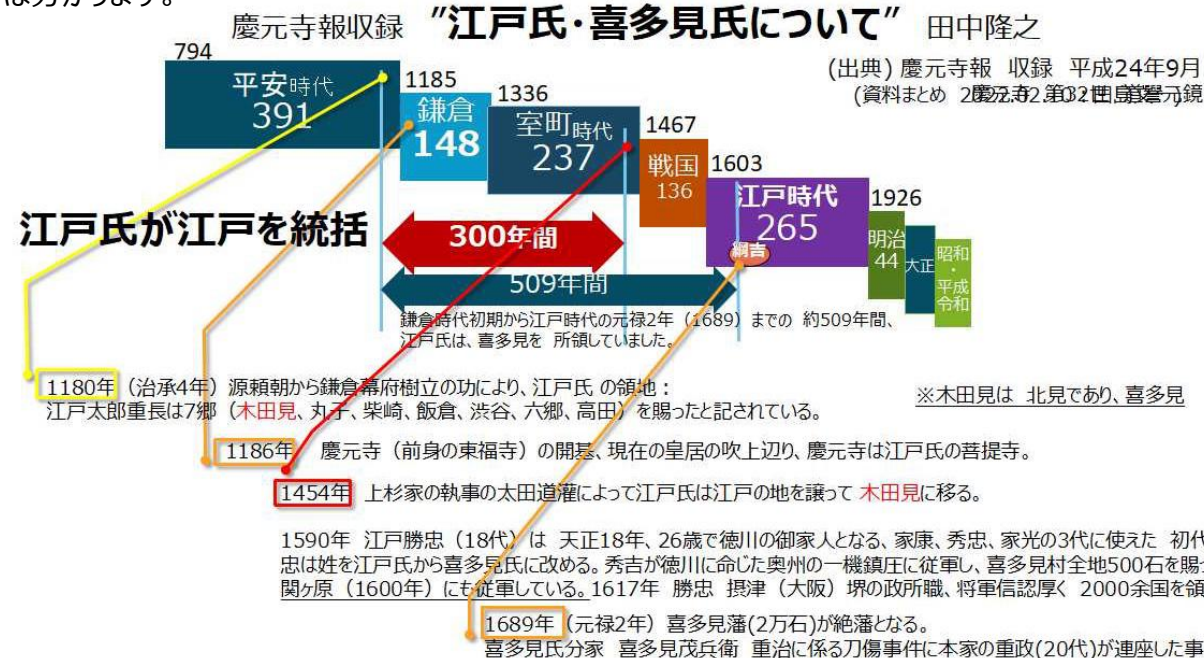 は分かります。
慶元寺報収録 ”江戸氏・喜多見氏について” 田中隆之
(出典) 慶元寺報 収録 平成24年9月
(資料まとめ
794
平安時代
391
1185
鎌倉
148
1336
室町時代
237
1467
戦国
136
1603
江戸時代
265
綱吉
1926
明治
44
大正
昭和
・
平成
令和
江戸氏が江戸を統括
300年間
509年間
鎌倉時代初期から江戸時代の元禄2年（1689）までの 約509年間、
江戸氏は、喜多見を 所領していました。
1180年（治承4年）源頼朝から鎌倉幕府樹立の功により、江戸氏 の領地：
江戸太郎重長は7郷（木田見、丸子、柴崎、飯倉、渋谷、六郷、高田）を賜ったと記されている。
※木田見は 北見であり、喜多見
1186年 慶元寺（前身の東福寺）の開基、現在の皇居の吹上辺り、慶元寺は江戸氏の菩提寺。
1454年 上杉家の執事の太田道灌によって江戸氏は江戸の地を譲って 木田見に移る。
1590年 江戸勝忠（18代）は 天正18年、26歳で徳川の御家人となる、家康、秀忠、家光の3代に使えた 初代
忠は姓を江戸氏から喜多見氏に改める。秀吉が徳川に命じた奥州の一機鎮圧に従軍し、喜多見村全地500石を賜
関ヶ原（1600年）にも従軍している。1617年 勝忠 摂津（大阪）堺の政所職、将軍信認厚く 2000余国を領
1689年（元禄2年）喜多見藩(2万石)が絶藩となる。
喜多見氏分家 喜多見茂兵衛 重治に係る刀傷事件に本家の重政(20代)が連座した事